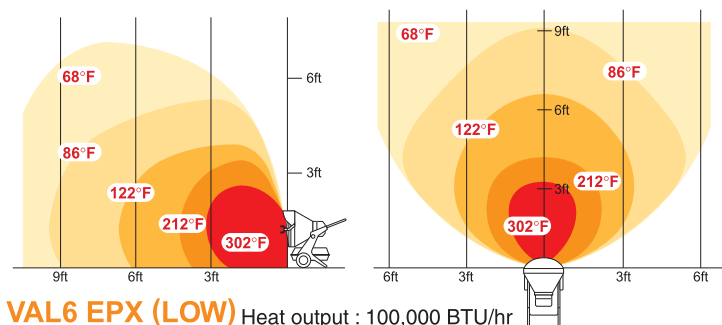 68°F
86°F
122°F
212°F
302°F
6ft
3ft
9ft 6ft 3ft
68°F
86°F
122°F
212°F
302°F
9ft
6ft
3ft
6ft 3ft 3ft 6ft
VAL6 EPX (LOW) Heat output : 100,000 BTU/hr